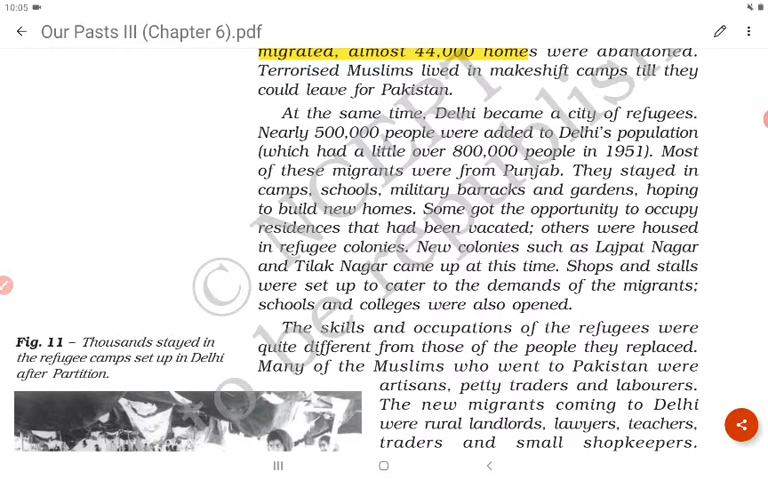 10:05
Our Pasts III (Chapter 6).pdf
migrated, almost 44,000 homes were abandoned.
Terrorised Muslims lived in makeshift camps till they
could leave for Pakistan.
At the same time, Delhi became a city of refugees.
Nearly 500,000 people were added to Delhi's population
(which had a little over 800,000 people in 1951). Most
of these migrants were from Punjab. They stayed in
camps, schools, military barracks and gardens, hoping
to build new homes. Some got the opportunity to occupy
residences that had been vacated; others were housed
in refugee colonies. New colonies such as Lajpat Nagar
and Tilak Nagar came up at this time. Shops and stalls
were set up to cater to the demands of the migrants;
schools and colleges were also opened.
The skills and occupations of the refugees were
quite different from those of the people they replaced.
Many of the Muslims who went to Pakistan were
artisans, petty traders and labourers.
The new migrants coming to Delhi
were rural landlords, lawyers, teachers,
traders and small shopkeepers.
Fig. 11 – Thousands stayed in
the refugee camps set up in Delhi
after Partition.
© NCERT
to be republish